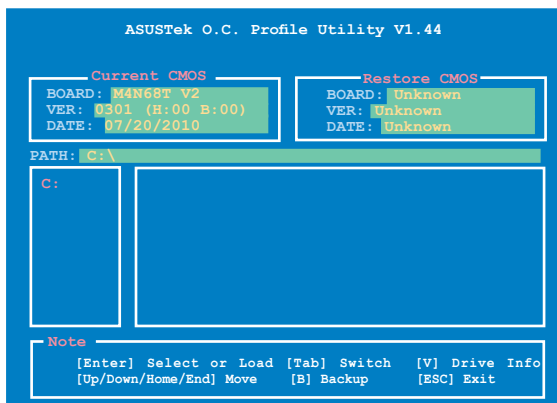 ASUSTek O.C. Profile Utility V1.44
Current CMOS
BOARD: M4N68T V2
VER: 0301 (H:00 B:00)
DATE: 07/20/2010
Restore CMOS
BOARD: Unknown
VER: Unknown
DATE: Unknown
PATH: C:\
C:
Note
[Enter] Select or Load [Tab] Switch [V] Drive Info
[Up/Down/Home/End] Move [B] Backup [ESC] Exit